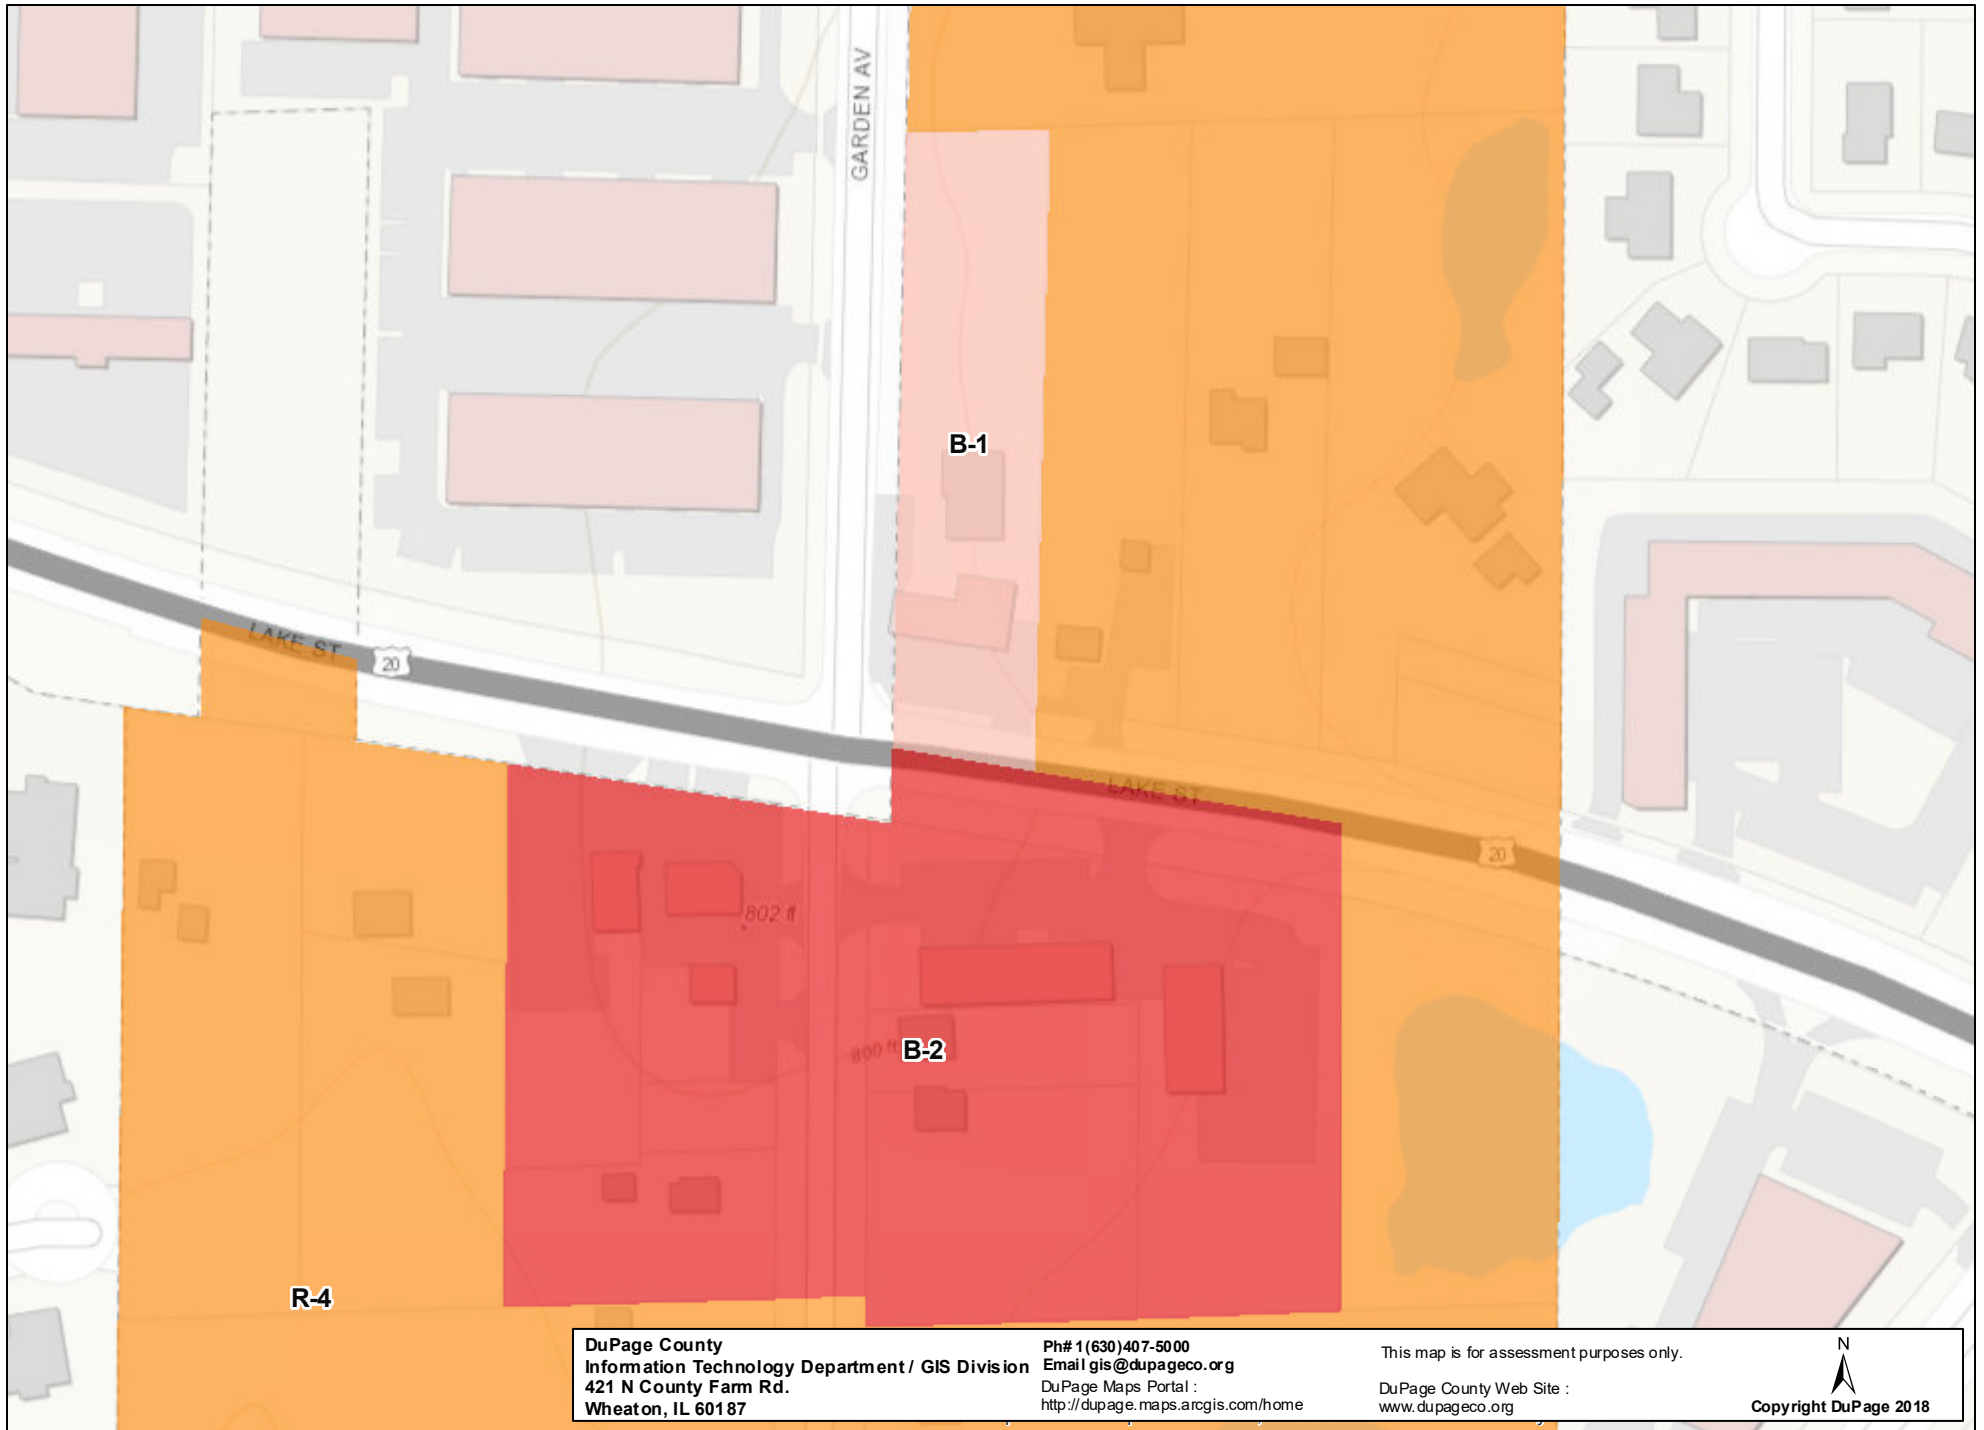 GARDEN AV
B-1
LAKE ST
20
LAKE ST
20
802 ft
800 ft
B-2
R-4
DuPage County
Information Technology Department / GIS Division
421 N County Farm Rd.
Wheaton, IL 60187
Ph# 1(630)407-5000
Email gis@dupageco.org
DuPage Maps Portal :
http://dupage.maps.arcgis.com/home
This map is for assessment purposes only.
DuPage County Web Site :
www.dupageco.org
N
Copyright DuPage 2018